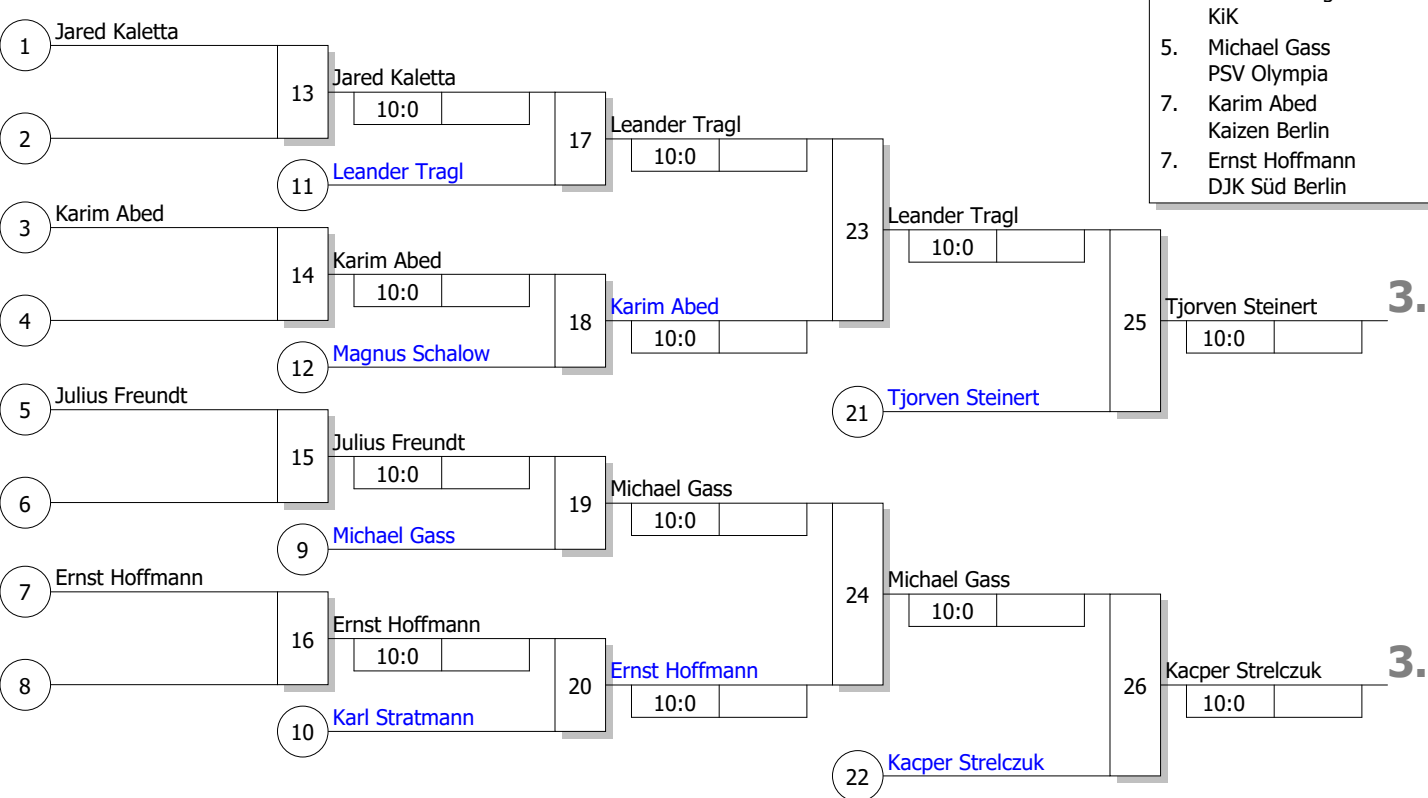 KiK
5. Michael Gass
PSV Olympia
7. Karim Abed
Kaizen Berlin
7. Ernst Hoffmann
DJK Süd Berlin
1 Jared Kaletta
2
13 Jared Kaletta
10:0
11 Leander Tragl
17 Leander Tragl
10:0
3 Karim Abed
4
14 Karim Abed
10:0
12 Magnus Schalow
18 Karim Abed
10:0
23 Leander Tragl
10:0
21 Tjorven Steinert
25 Tjorven Steinert 3.
10:0
5 Julius Freundt
6
15 Julius Freundt
10:0
9 Michael Gass
19 Michael Gass
10:0
7 Ernst Hoffmann
8
16 Ernst Hoffmann
10:0
10 Karl Stratmann
20 Ernst Hoffmann
10:0
24 Michael Gass
10:0
22 Kacper Strelczuk
26 Kacper Strelczuk 3.
10:0